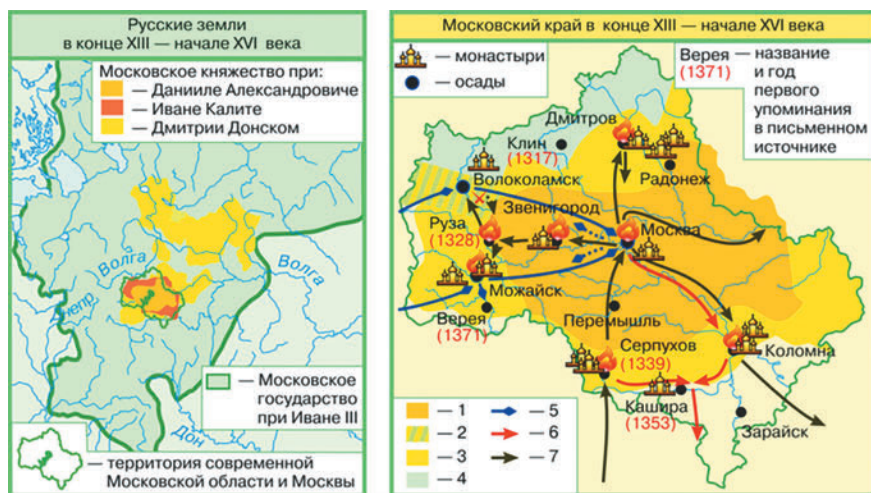 Русские земли
в конце XIII — начале XVI века
Московское княжество при:
— Данииле Александровиче
— Иване Калите
— Дмитрии Донском
Волга
Волга
Днепр
Дон
— Московское
государство
при Иване III
— территория современной
Московской области и Москвы
Московский край в конце XIII — начале XVI века
— монастыри
— осады
Верея — название
(1371) и год
первого
упоминания
в письменном
источнике
Дмитров
Клин
(1317)
Радонеж
Волоколамск
Звенигород
Руза
(1328)
Москва
Можайск
Верея
(1371)
Перемышль
Серпухов
(1339)
Коломна
Кашира
(1353)
Зарайск
— 1
— 2
— 3
— 4
— 5
— 6
— 7